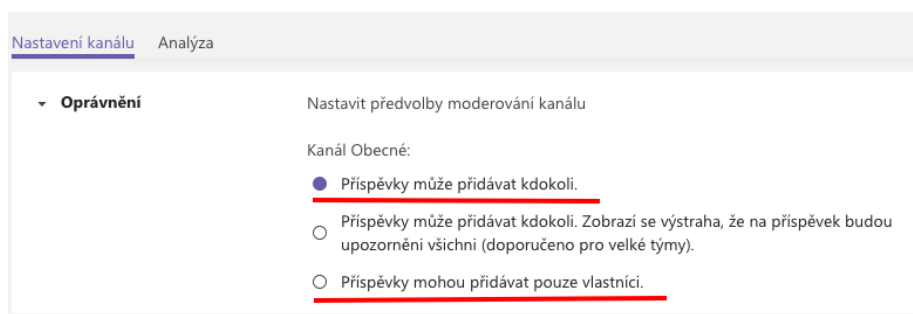 Nastavení kanálu Analýza
Oprávnění Nastavit předvolby moderování kanálu
Kanál Obecné:
Příspěvky může přidávat kdokoli.
Příspěvky může přidávat kdokoli. Zobrazí se výstraha, že na příspěvek budou
upozorněni všichni (doporučeno pro velké týmy).
Příspěvky mohou přidávat pouze vlastníci.